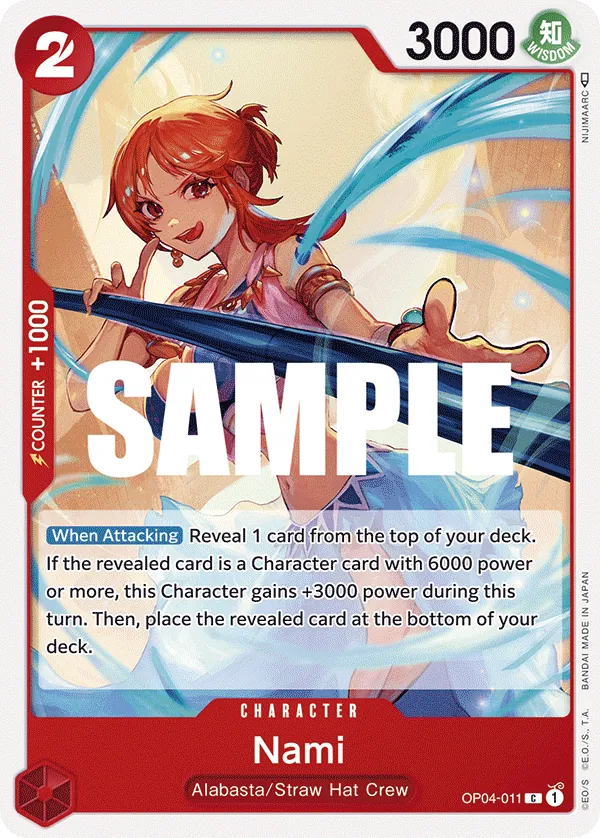 2
3000
知
WISDOM
NIJIMAARC
COUNTER +1000
SAMPLE
When Attacking Reveal 1 card from the top of your deck.
If the revealed card is a Character card with 6000 power
or more, this Character gains +3000 power during this
turn. Then, place the revealed card at the bottom of your
deck.
CHARACTER
Nami
Alabasta/Straw Hat Crew
OP04-011 C 1
©E.O/S ©E.O./S., T.A. BANDAI MADE IN JAPAN